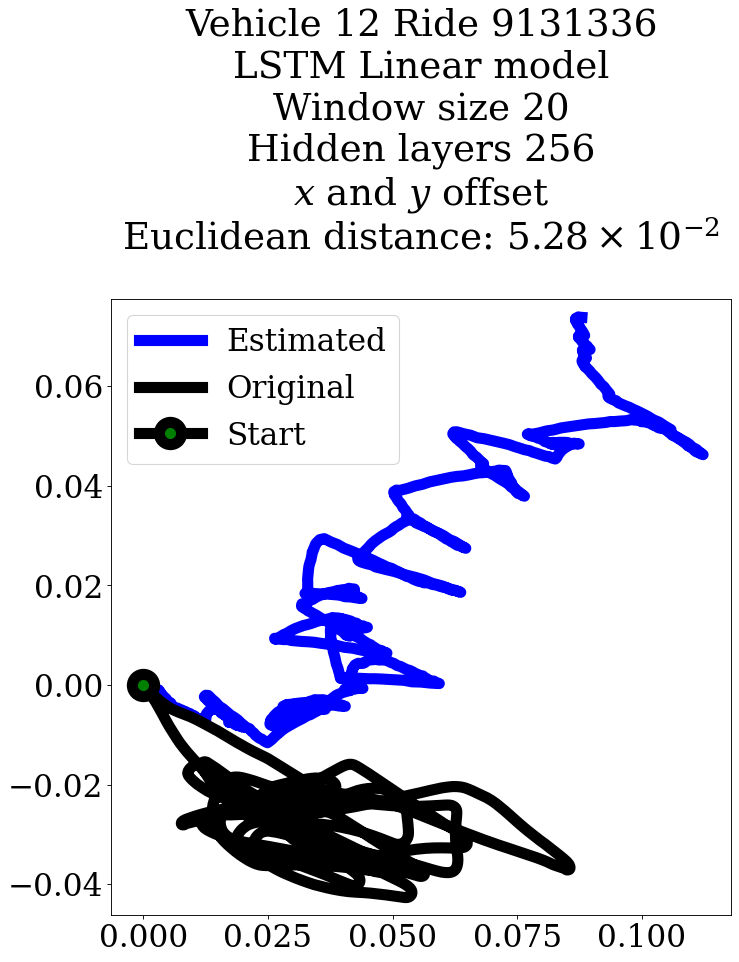 Vehicle 12 Ride 9131336
LSTM Linear model
Window size 20
Hidden layers 256
x and y offset
Euclidean distance: 5.28 × 10⁻²
Estimated
Original
Start
0.06
0.04
0.02
0.00
−0.02
−0.04
0.000 0.025 0.050 0.075 0.100